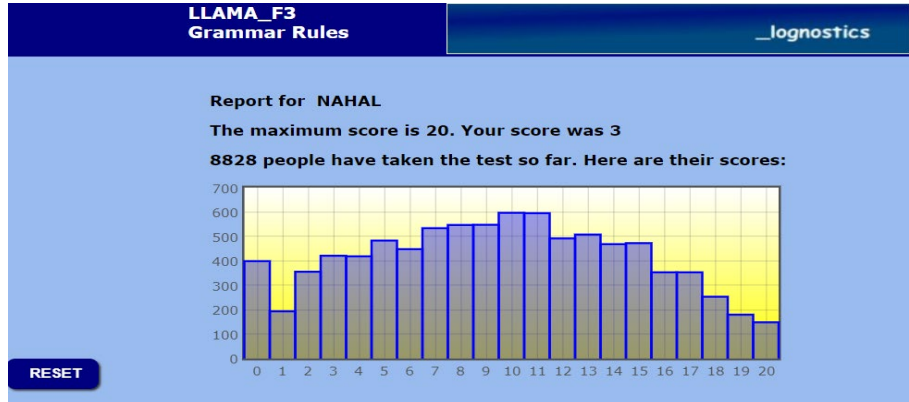 LLAMA_F3
Grammar Rules
_lognostics
Report for NAHAL
The maximum score is 20. Your score was 3
8828 people have taken the test so far. Here are their scores:
700
600
500
400
300
200
100
0
0 1 2 3 4 5 6 7 8 9 10 11 12 13 14 15 16 17 18 19 20
RESET